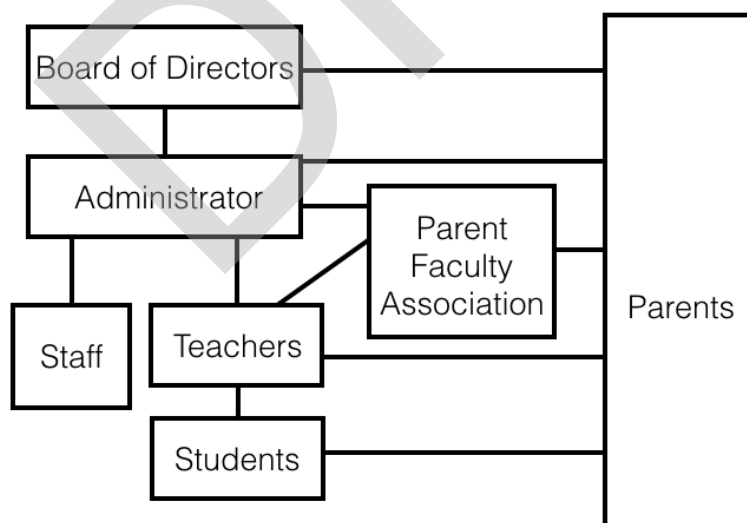 Board of Directors
Administrator
Parent
Faculty
Association
Parents
Staff
Teachers
Students